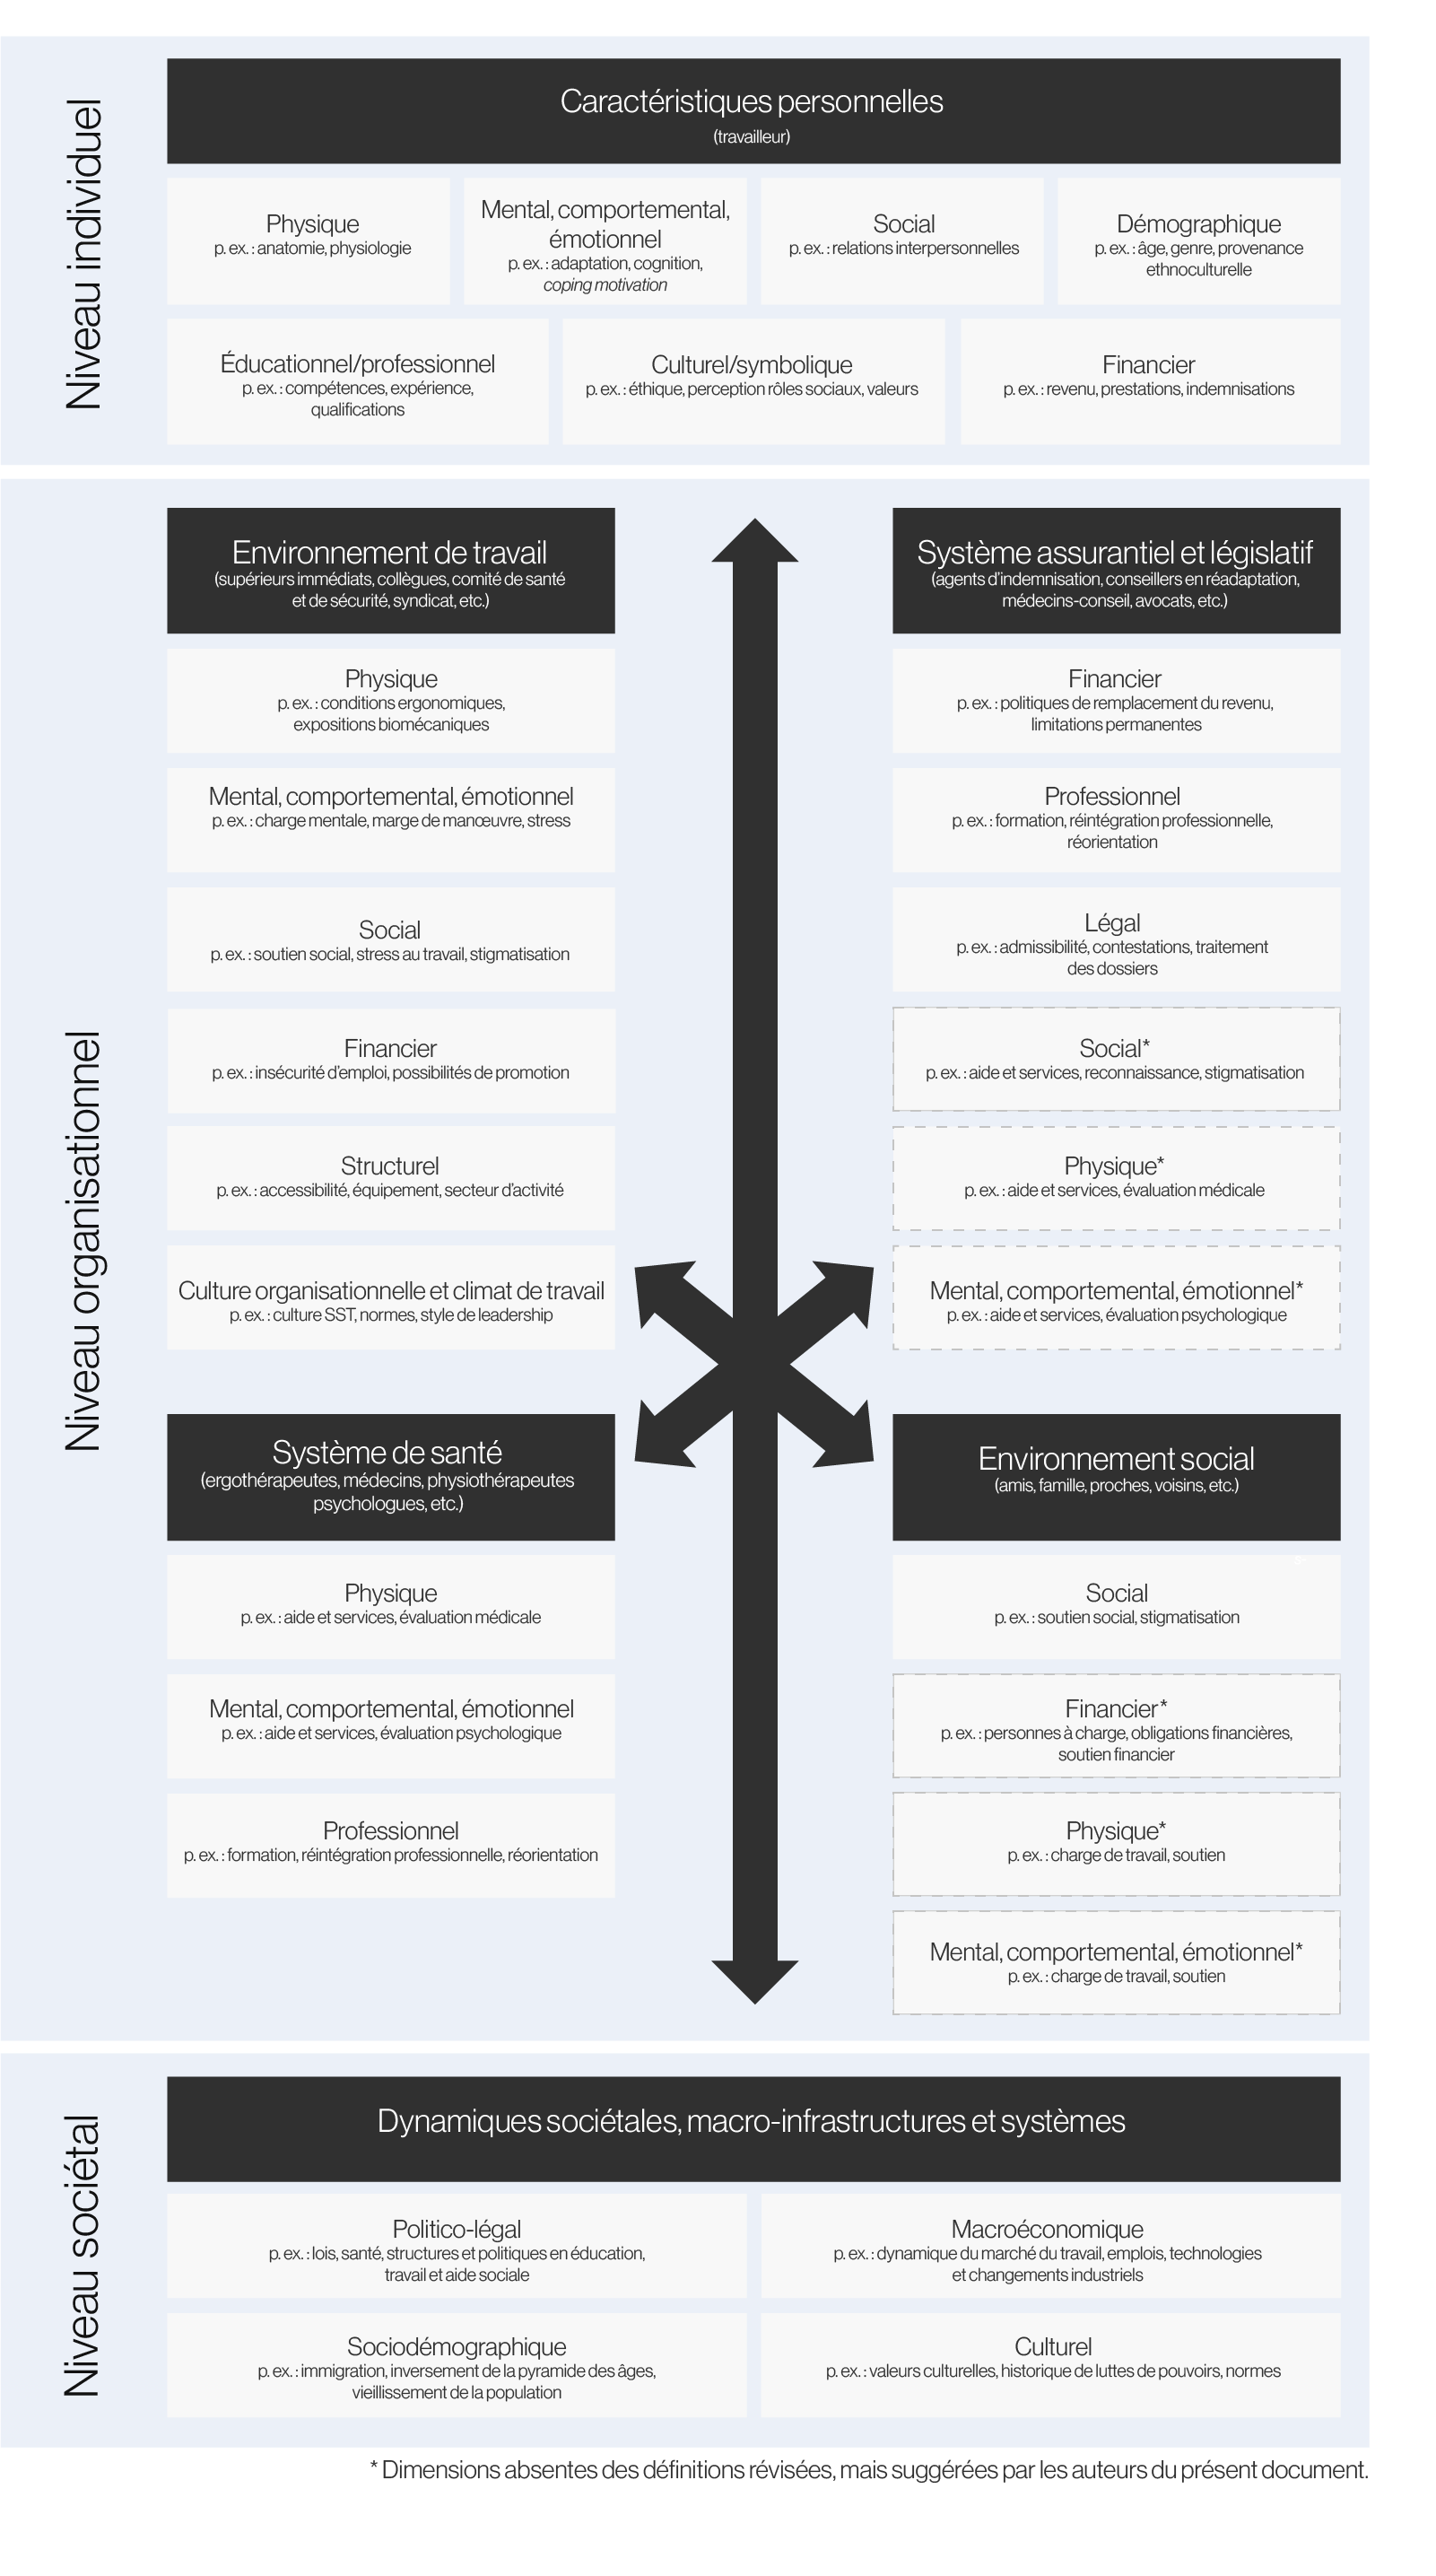 Niveau individuel
Caractéristiques personnelles
(travailleur)
Physique
p. ex. : anatomie, physiologie
Mental, comportemental,
émotionnel
p. ex. : adaptation, cognition,
coping motivation
Social
p. ex. : relations interpersonnelles
Démographique
p. ex. : âge, genre, provenance
ethnoculturelle
Éducationnel/professionnel
p. ex. : compétences, expérience,
qualifications
Culturel/symbolique
p. ex. : éthique, perception rôles sociaux, valeurs
Financier
p. ex. : revenu, prestations, indemnisations
Niveau organisationnel
Environnement de travail
(supérieurs immédiats, collègues, comité de santé
et de sécurité, syndicat, etc.)
Physique
p. ex. : conditions ergonomiques,
expositions biomécaniques
Mental, comportemental, émotionnel
p. ex. : charge mentale, marge de manœuvre, stress
Social
p. ex. : soutien social, stress au travail, stigmatisation
Financier
p. ex. : insécurité d'emploi, possibilités de promotion
Structurel
p. ex. : accessibilité, équipement, secteur d'activité
Culture organisationnelle et climat de travail
p. ex. : culture SST, normes, style de leadership
Système assurantiel et législatif
(agents d'indemnisation, conseillers en réadaptation,
médecins-conseil, avocats, etc.)
Financier
p. ex. : politiques de remplacement du revenu,
limitations permanentes
Professionnel
p. ex. : formation, réintégration professionnelle,
réorientation
Légal
p. ex. : admissibilité, contestations, traitement
des dossiers
Social*
p. ex. : aide et services, reconnaissance, stigmatisation
Physique*
p. ex. : aide et services, évaluation médicale
Mental, comportemental, émotionnel*
p. ex. : aide et services, évaluation psychologique
Système de santé
(ergothérapeutes, médecins, physiothérapeutes
psychologues, etc.)
Physique
p. ex. : aide et services, évaluation médicale
Mental, comportemental, émotionnel
p. ex. : aide et services, évaluation psychologique
Professionnel
p. ex. : formation, réintégration professionnelle, réorientation
Environnement social
(amis, famille, proches, voisins, etc.)
Social
p. ex. : soutien social, stigmatisation
Financier*
p. ex. : personnes à charge, obligations financières,
soutien financier
Physique*
p. ex. : charge de travail, soutien
Mental, comportemental, émotionnel*
p. ex. : charge de travail, soutien
Niveau sociétal
Dynamiques sociétales, macro-infrastructures et systèmes
Politico-légal
p. ex. : lois, santé, structures et politiques en éducation,
travail et aide sociale
Macroéconomique
p. ex. : dynamique du marché du travail, emplois, technologies
et changements industriels
Sociodémographique
p. ex. : immigration, inversement de la pyramide des âges,
vieillissement de la population
Culturel
p. ex. : valeurs culturelles, historique de luttes de pouvoirs, normes
* Dimensions absentes des définitions révisées, mais suggérées par les auteurs du présent document.